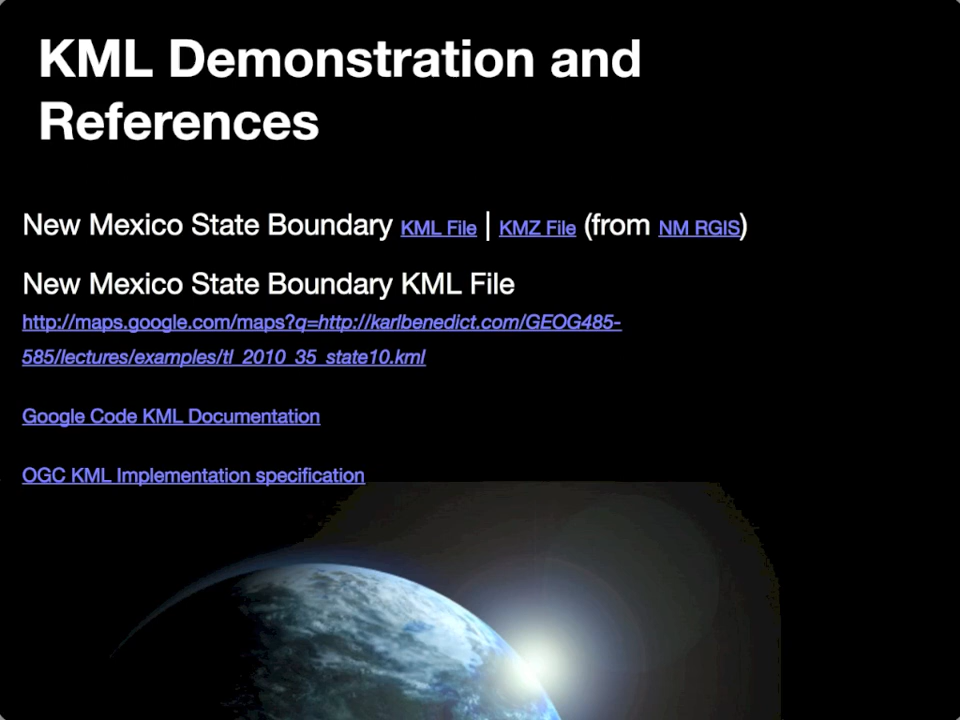 KML Demonstration and
References
New Mexico State Boundary KML File | KMZ File (from NM RGIS)
New Mexico State Boundary KML File
http://maps.google.com/maps?q=http://karlbenedict.com/GEOG485-
585/lectures/examples/tl_2010_35_state10.kml
Google Code KML Documentation
OGC KML Implementation specification